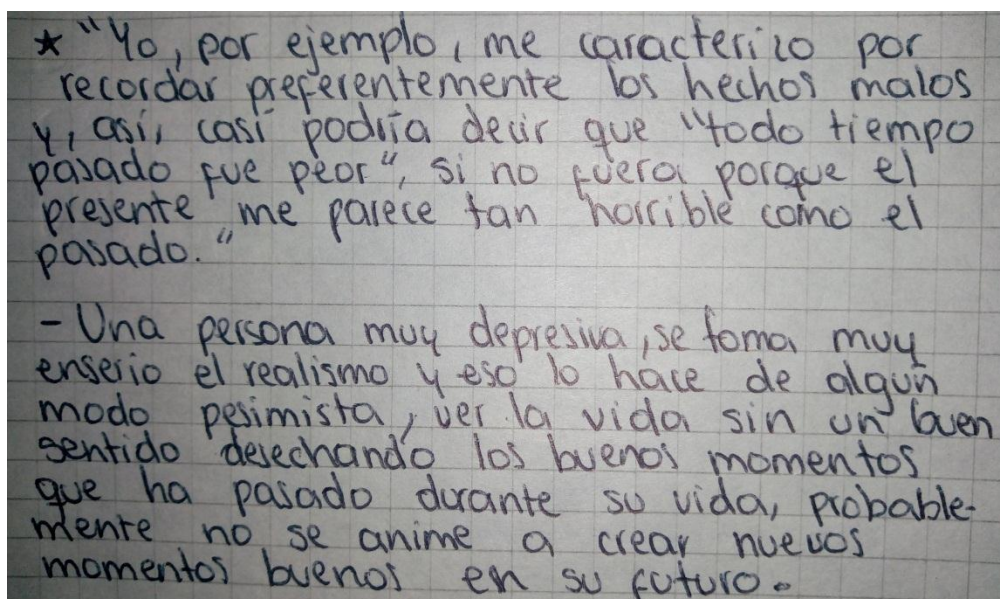 ★ "Yo, por ejemplo, me caracterizo por
recordar preferentemente los hechos malos
y, así, casi podría decir que "todo tiempo
pasado fue peor", si no fuera porque el
presente me parece tan horrible como el
pasado."
- Una persona muy depresiva, se toma muy
enserio el realismo y eso lo hace de algún
modo pesimista, ver la vida sin un buen
sentido desechando los buenos momentos
que ha pasado durante su vida, probable-
mente no se anime a crear nuevos
momentos buenos en su futuro.